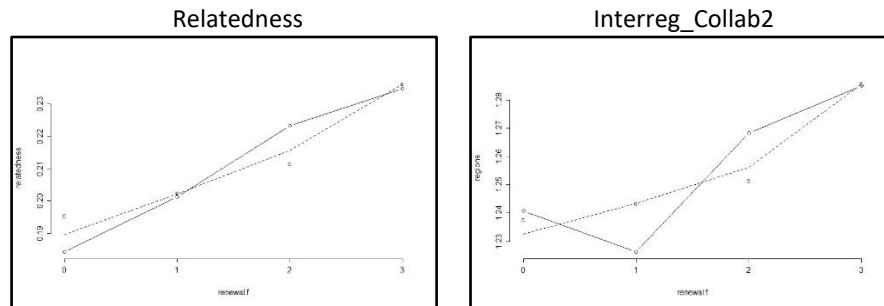 Relatedness
relatedness
0.23
0.22
0.21
0.20
0.19
0 1 2 3
renewal f
Interreg_Collab2
regions
1.28
1.27
1.26
1.25
1.24
1.23
0 1 2 3
renewal f